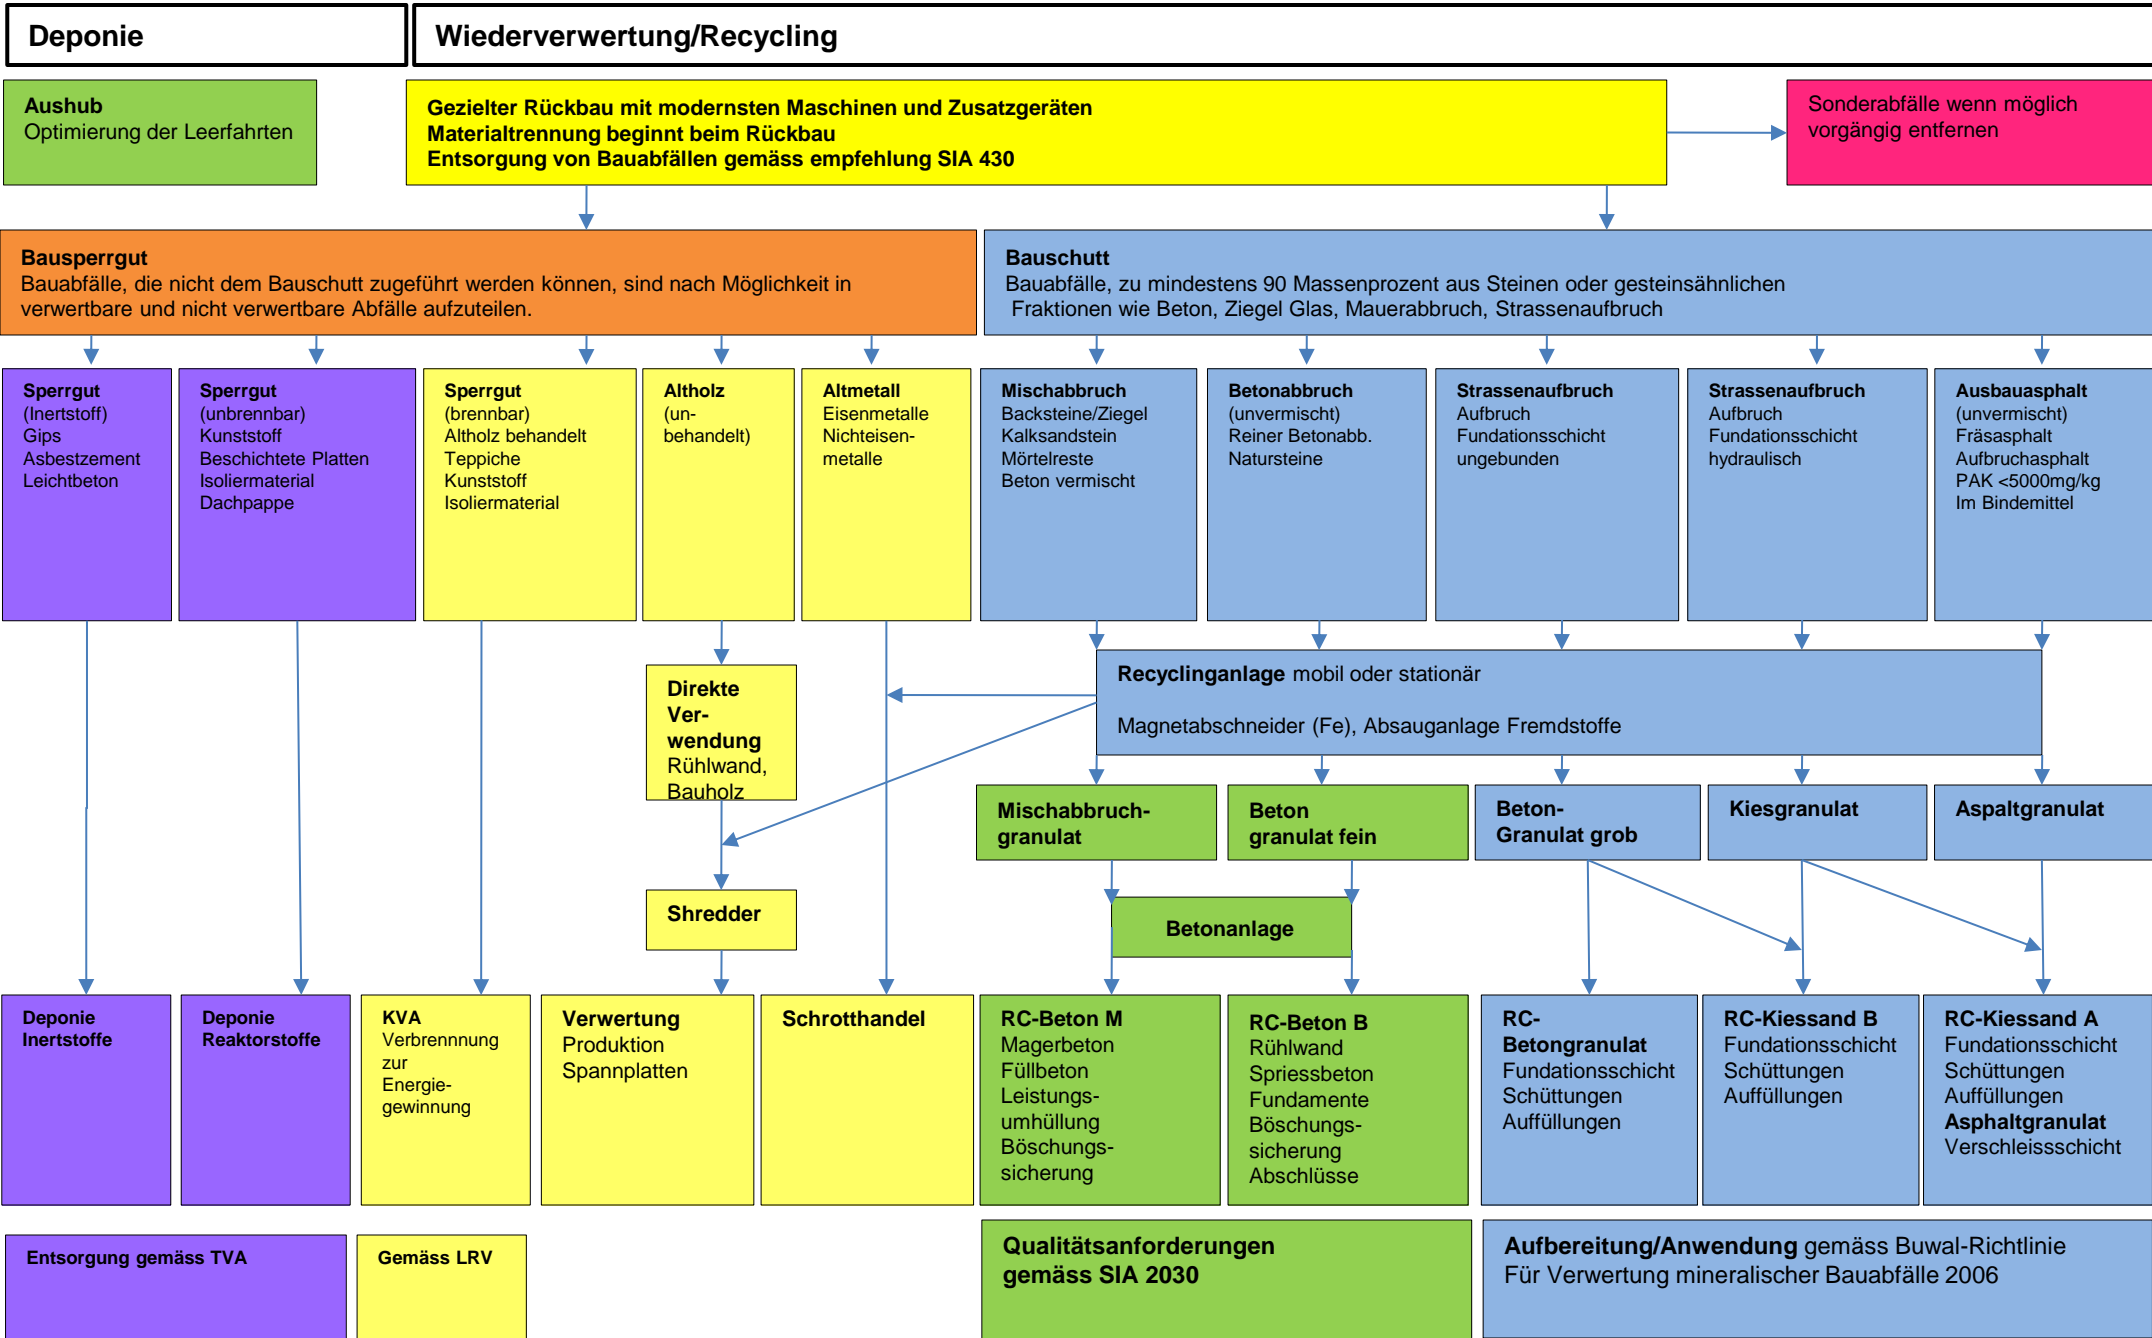 Deponie
Wiederverwertung/Recycling
Aushub
Optimierung der Leerfahrten
Gezielter Rückbau mit modernsten Maschinen und Zusatzgeräten
Materialtrennung beginnt beim Rückbau
Entsorgung von Bauabfällen gemäss empfehlung SIA 430
Sonderabfälle wenn möglich
vorgängig entfernen
Bausperrgut
Bauabfälle, die nicht dem Bauschutt zugeführt werden können, sind nach Möglichkeit in
verwertbare und nicht verwertbare Abfälle aufzuteilen.
Bauschutt
Bauabfälle, zu mindestens 90 Massenprozent aus Steinen oder gesteinsähnlichen
Fraktionen wie Beton, Ziegel Glas, Mauerabbruch, Strassenaufbruch
Sperrgut
(Inertstoff)
Gips
Asbestzement
Leichtbeton
Sperrgut
(unbrennbar)
Kunststoff
Beschichtete Platten
Isoliermaterial
Dachpappe
Sperrgut
(brennbar)
Altholz behandelt
Teppiche
Kunststoff
Isoliermaterial
Altholz
(un-
behandelt)
Altmetall
Eisenmetalle
Nichteisen-
metalle
Mischabbruch
Backsteine/Ziegel
Kalksandstein
Mörtelreste
Beton vermischt
Betonabbruch
(unvermischt)
Reiner Betonabb.
Natursteine
Strassenaufbruch
Aufbruch
Fundationsschicht
ungebunden
Strassenaufbruch
Aufbruch
Fundationsschicht
hydraulisch
Ausbauasphalt
(unvermischt)
Fräsasphalt
Aufbruchasphalt
PAK <5000mg/kg
Im Bindemittel
Direkte
Ver-
wendung
Rühlwand,
Bauholz
Recyclinganlage mobil oder stationär
Magnetabschneider (Fe), Absauganlage Fremdstoffe
Mischabbruch-
granulat
Beton
granulat fein
Beton-
Granulat grob
Kiesgranulat
Aspaltgranulat
Shredder
Betonanlage
Deponie
Inertstoffe
Deponie
Reaktorstoffe
KVA
Verbrennnung
zur
Energie-
gewinnung
Verwertung
Produktion
Spannplatten
Schrotthandel
RC-Beton M
Magerbeton
Füllbeton
Leistungs-
umhüllung
Böschungs-
sicherung
RC-Beton B
Rühlwand
Spriessbeton
Fundamente
Böschungs-
sicherung
Abschlüsse
RC-
Betongranulat
Fundationsschicht
Schüttungen
Auffüllungen
RC-Kiessand B
Fundationsschicht
Schüttungen
Auffüllungen
RC-Kiessand A
Fundationsschicht
Schüttungen
Auffüllungen
Asphaltgranulat
Verschleissschicht
Entsorgung gemäss TVA
Gemäss LRV
Qualitätsanforderungen
gemäss SIA 2030
Aufbereitung/Anwendung gemäss Buwal-Richtlinie
Für Verwertung mineralischer Bauabfälle 2006